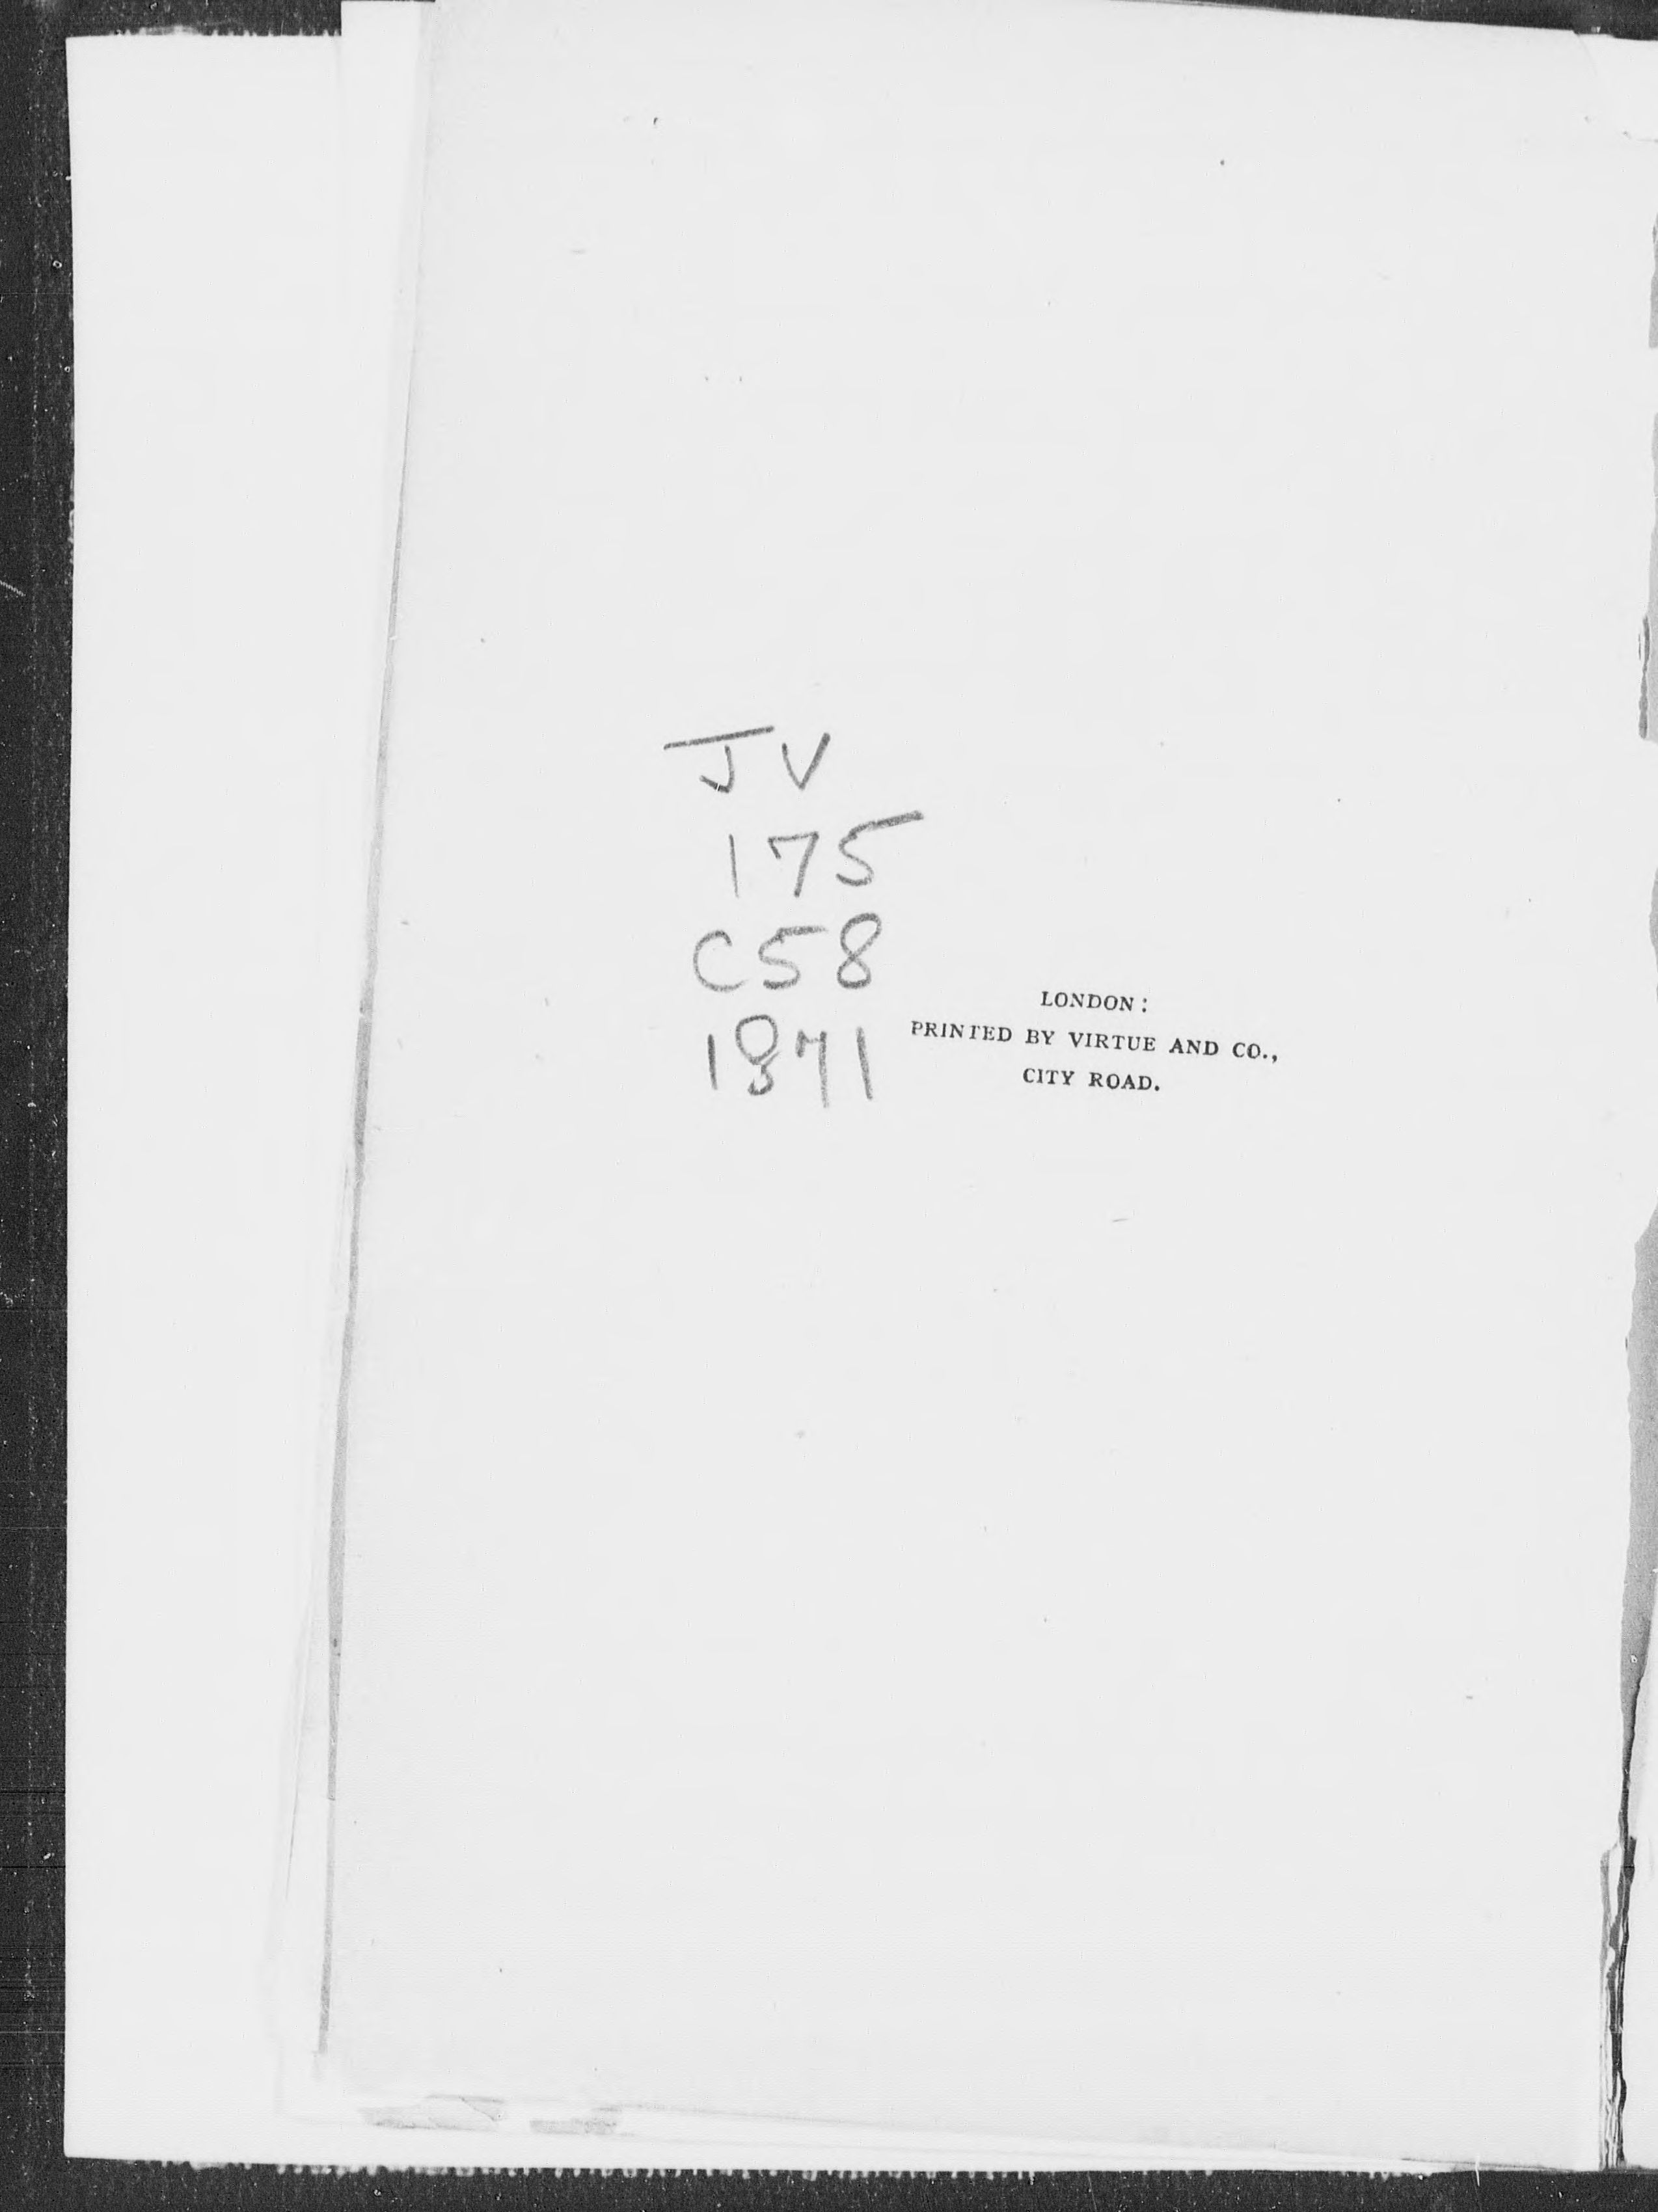 JV
175
C58
1871
LONDON:
PRINTED BY VIRTUE AND CO.,
CITY ROAD.